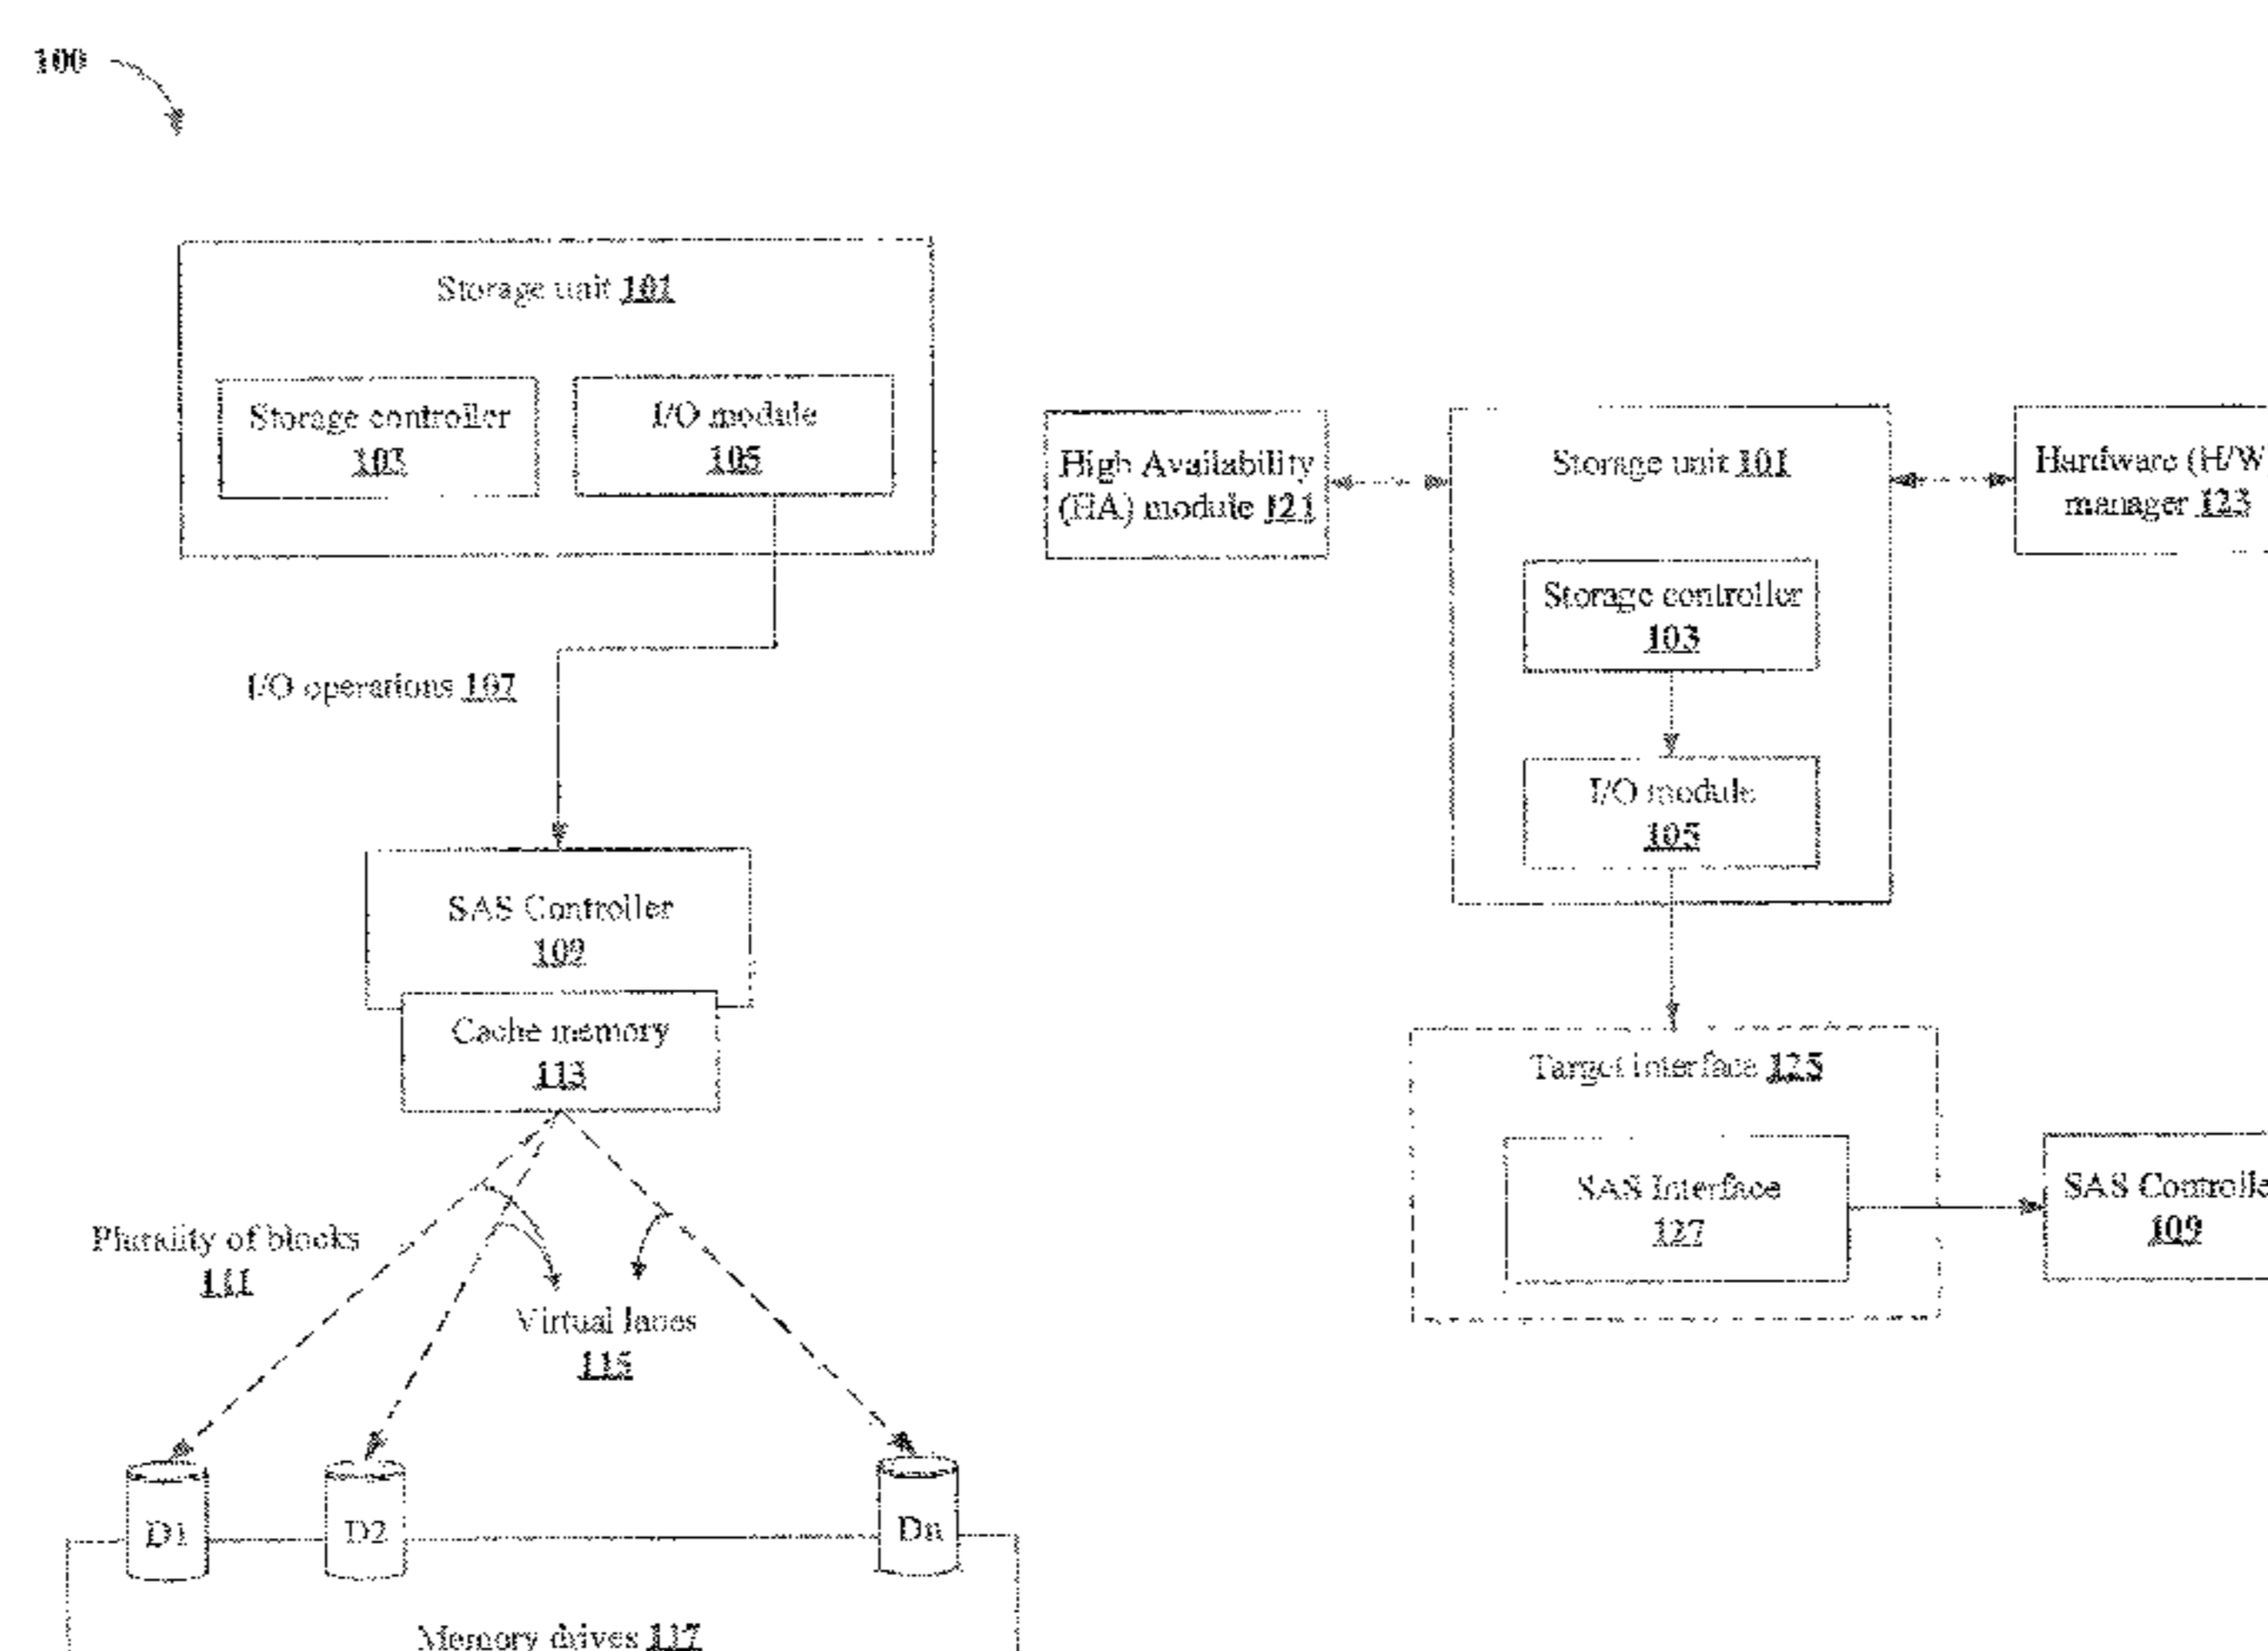 100
Storage unit 101
Storage controller
103
I/O module
105
I/O operations 107
SAS Controller
109
Cache memory
113
Plurality of blocks
111
Virtual lanes
115
D1
D2
Dn
Memory drives 117
High Availability
(HA) module 121
Storage unit 101
Storage controller
103
I/O module
105
Hardware (H/W
manager 123
Target interface 125
SAS Interface
127
SAS Controlle
109